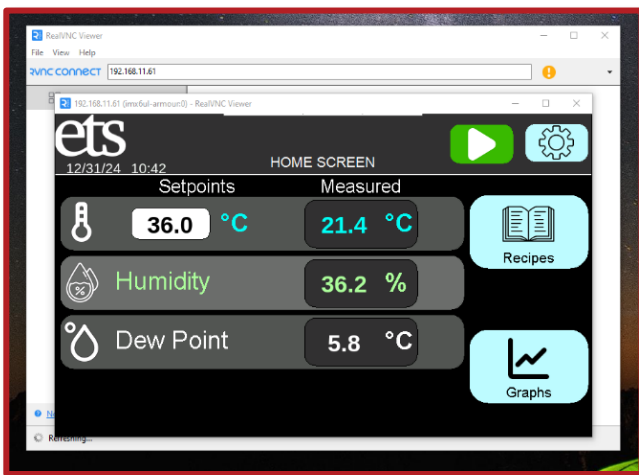 RealVNC Viewer
File View Help
RVNC CONNECT 192.168.11.61
192.168.11.61 (imx6ul-armour:0) - RealVNC Viewer
ets
12/31/24 10:42 HOME SCREEN
Setpoints Measured
36.0 °C 21.4 °C
Recipes
% Humidity 36.2 %
Dew Point 5.8 °C
Graphs
Refreshing...